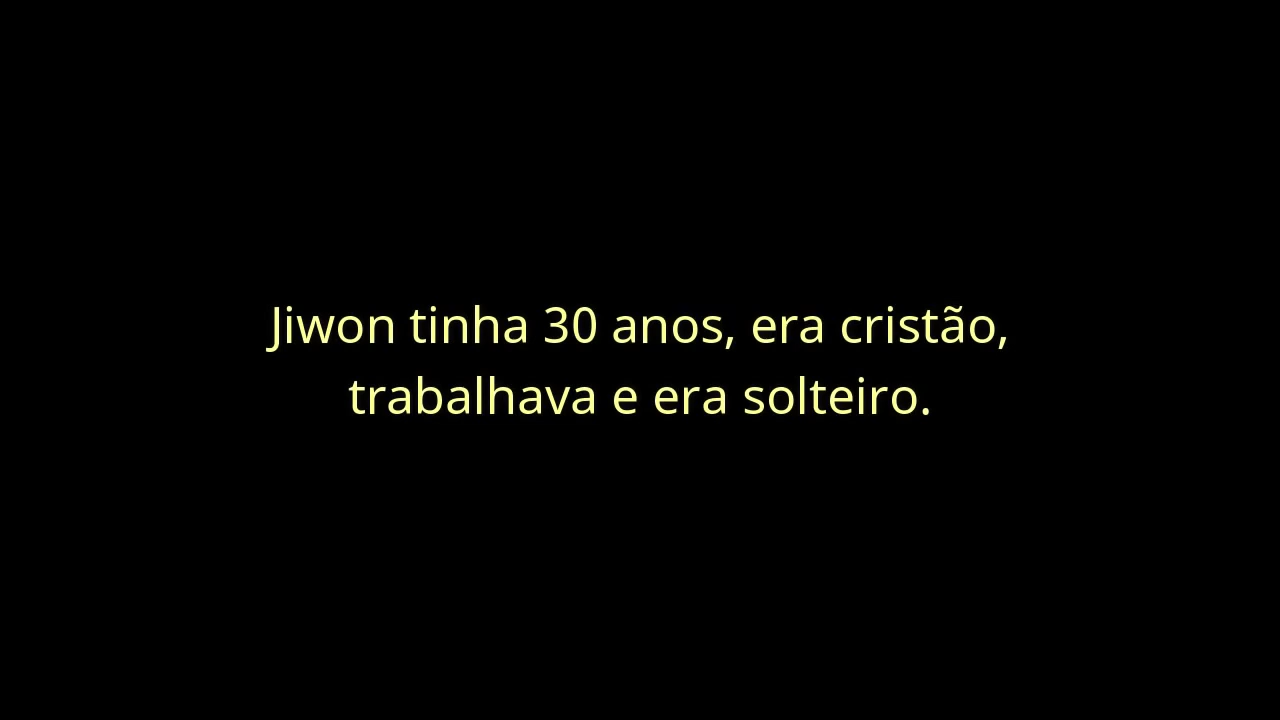 Jiwon tinha 30 anos, era cristão,
trabalhava e era solteiro.